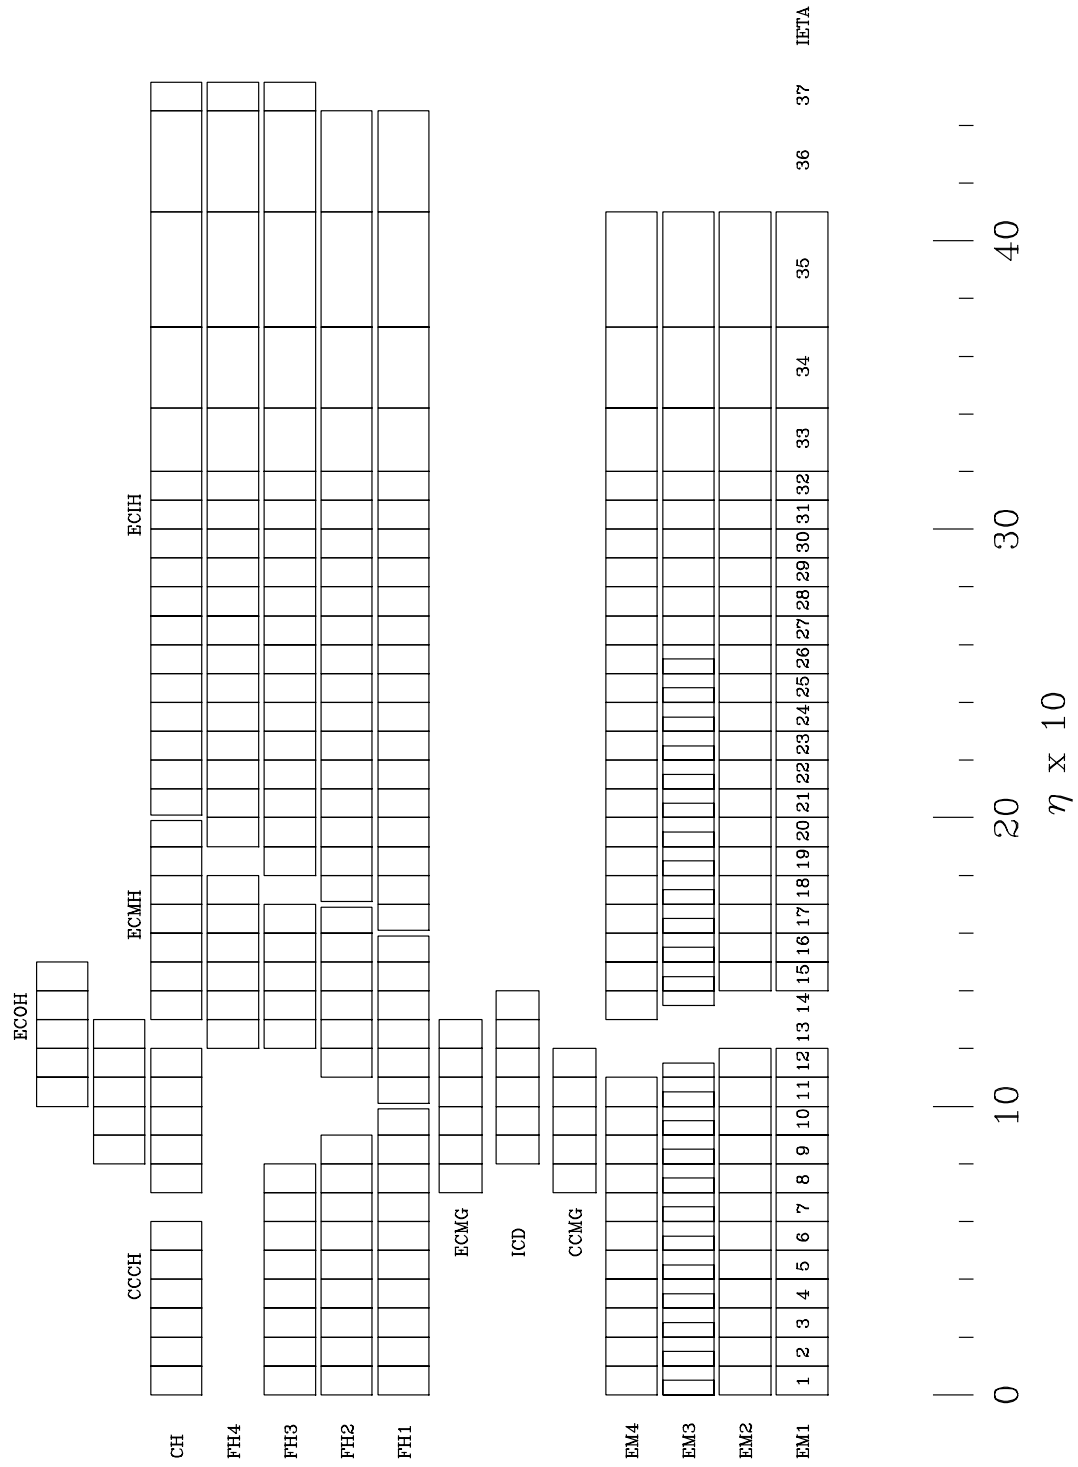 ECOH
CCCH ECMH ECIH
CH
FH4
FH3
FH2
FH1
ECMG
ICD
CCMG
EM4
EM3
EM2
EM1 1 2 3 4 5 6 7 8 9 10 11 12 13 14 15 16 17 18 19 20 21 22 23 24 25 26 27 28 29 30 31 32 33 34 35 36 37 IETA
0 10 20 30 40
η x 10